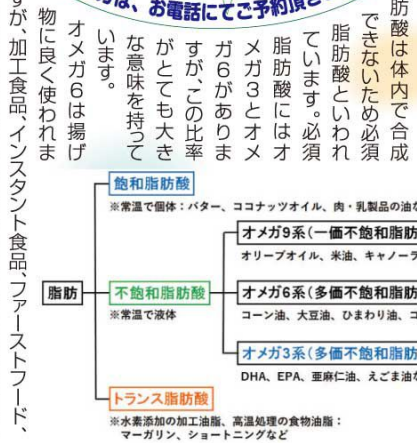 は、お電話にてご予約頂き
肪酸は体内で合成
できないため必須
脂肪酸といわれ
ています。必須
脂肪酸にはオ
メガ3とオメ
ガ6がありま
すが、この比率
がとても大き
な意味を持って
います。
オメガ6は揚げ
物に良く使われま
すが、加工食品、インスタント食品、ファーストフード、
脂肪
飽和脂肪酸
※常温で個体：バター、ココナッツオイル、肉・乳製品の油な
不飽和脂肪酸
※常温で液体
オメガ9系(一価不飽和脂肪
オリーブオイル、米油、キャノーラ
オメガ6系(多価不飽和脂肪
コーン油、大豆油、ひまわり油、コ
オメガ3系(多価不飽和脂肪
DHA、EPA、亜麻仁油、えごま油な
トランス脂肪酸
※水素添加の加工油脂、高温処理の食物油脂：
マーガリン、ショートニングなど